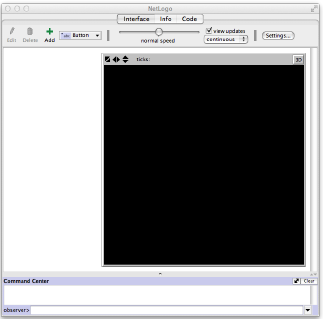 NetLogo
Interface Info Code
Edit Delete Add Button normal speed view updates continuous Settings...
ticks: 3D
Command Center Clear
observer>